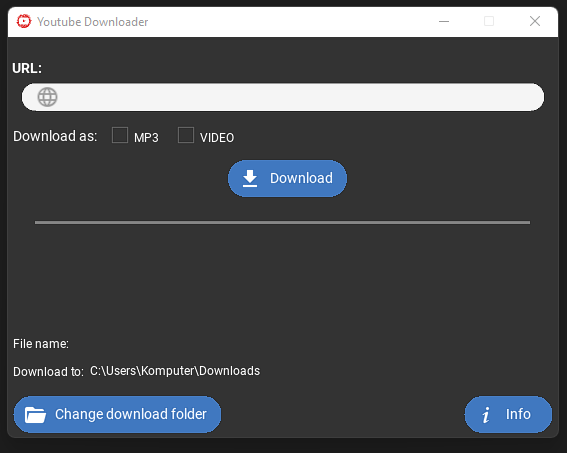 Youtube Downloader
URL:
Download as: MP3 VIDEO
Download
File name:
Download to: C:\Users\Komputer\Downloads
Change download folder
i Info